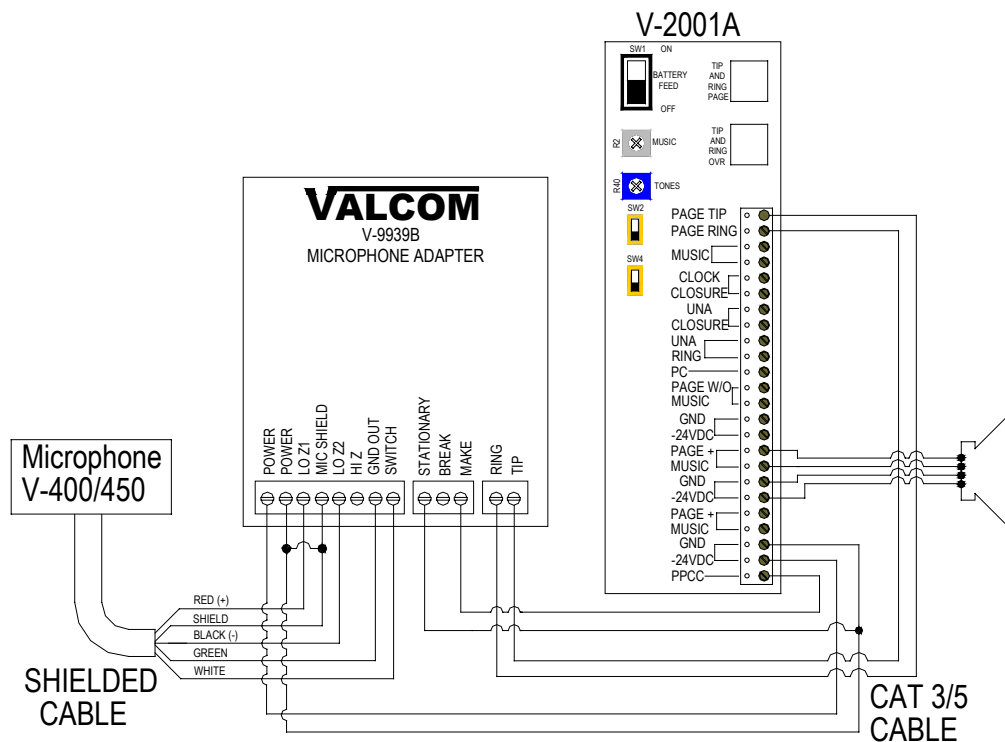 V-2001A
SW1
ON
BATTERY
FEED
OFF
TIP
AND
RING
PAGE
TIP
AND
RING
OVR
R2
MUSIC
R40
TONES
SW2
SW4
PAGE TIP
PAGE RING
MUSIC
CLOCK
CLOSURE
UNA
CLOSURE
UNA
RING
PC
PAGE W/O
MUSIC
GND
-24VDC
PAGE +
MUSIC
GND
-24VDC
PAGE +
MUSIC
GND
-24VDC
PPCC
VALCOM
V-9939B
MICROPHONE ADAPTER
POWER
POWER
LO Z1
MIC SHIELD
LO Z2
HI Z
GND OUT
SWITCH
STATIONARY
BREAK
MAKE
RING
TIP
Microphone
V-400/450
RED (+)
SHIELD
BLACK (-)
GREEN
WHITE
SHIELDED
CABLE
CAT 3/5
CABLE